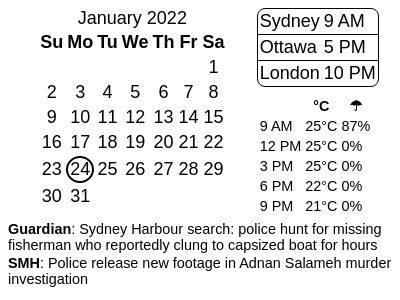 January 2022
Su Mo Tu We Th Fr Sa
1
2 3 4 5 6 7 8
9 10 11 12 13 14 15
16 17 18 19 20 21 22
23 24 25 26 27 28 29
30 31
Sydney 9 AM
Ottawa 5 PM
London 10 PM
°C ☂
9 AM 25°C 87%
12 PM 25°C 0%
3 PM 25°C 0%
6 PM 22°C 0%
9 PM 21°C 0%
Guardian: Sydney Harbour search: police hunt for missing
fisherman who reportedly clung to capsized boat for hours
SMH: Police release new footage in Adnan Salameh murder
investigation